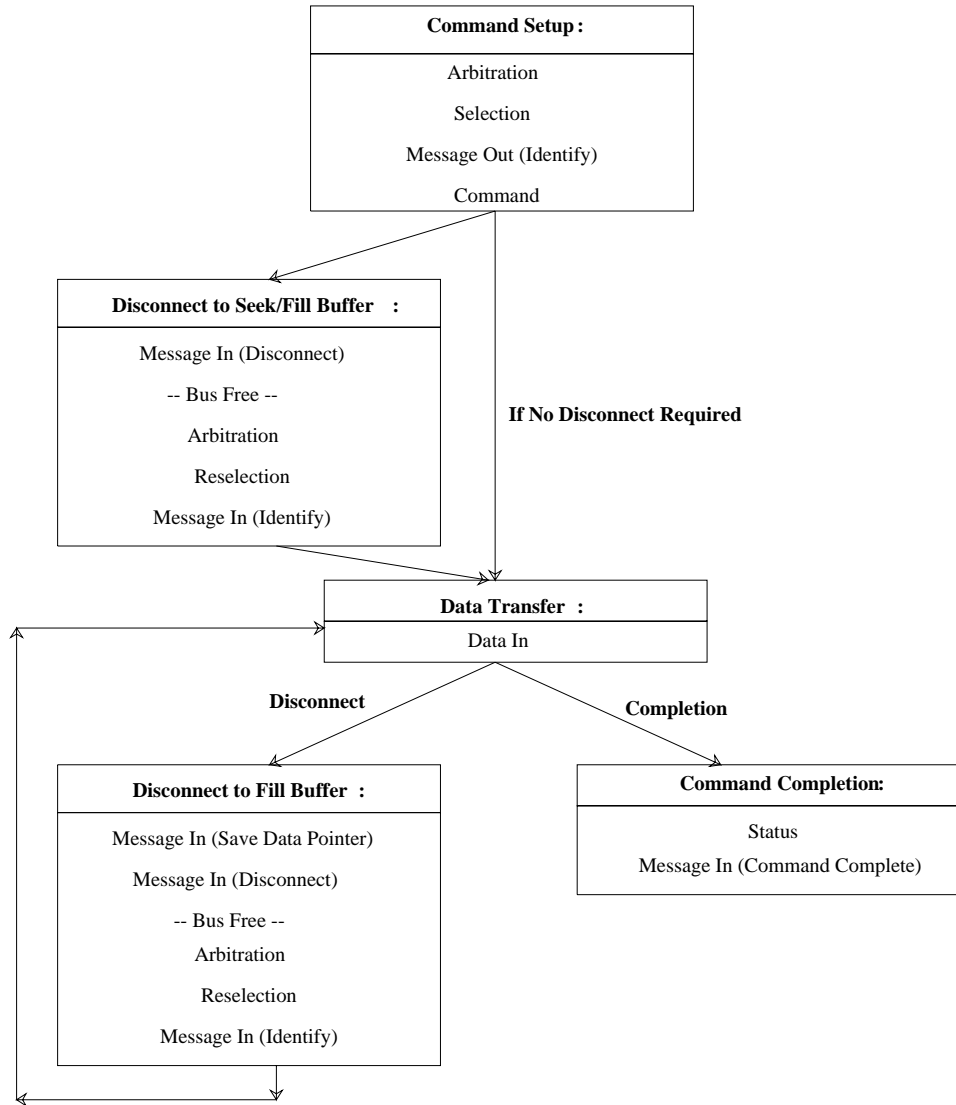 Command Setup :
Arbitration
Selection
Message Out (Identify)
Command
Disconnect to Seek/Fill Buffer :
Message In (Disconnect)
-- Bus Free --
Arbitration
Reselection
Message In (Identify)
If No Disconnect Required
Data Transfer :
Data In
Disconnect
Completion
Disconnect to Fill Buffer :
Message In (Save Data Pointer)
Message In (Disconnect)
-- Bus Free --
Arbitration
Reselection
Message In (Identify)
Command Completion:
Status
Message In (Command Complete)